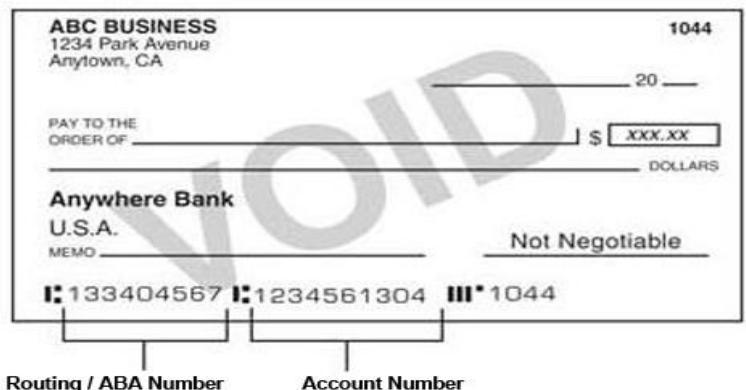 ABC BUSINESS 1044
1234 Park Avenue
Anytown, CA
20
PAY TO THE
ORDER OF $ XXX.XX
DOLLARS
VOID
Anywhere Bank
U.S.A.
MEMO Not Negotiable
⑆133404567⑆1234561304⑈1044
Routing / ABA Number Account Number